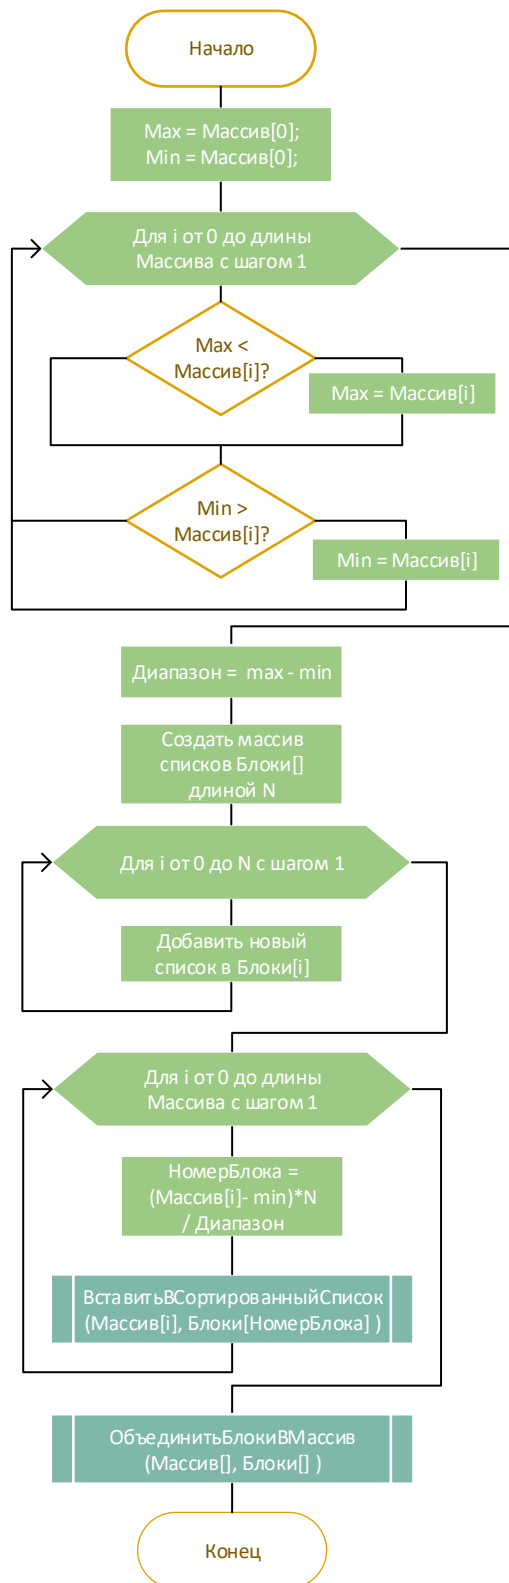 Начало
Max = Массив[0];
Min = Массив[0];
Для i от 0 до длины
Массива с шагом 1
Max <
Массив[i]?
Max = Массив[i]
Min >
Массив[i]?
Min = Массив[i]
Диапазон = max - min
Создать массив
списков Блоки[]
длиной N
Для i от 0 до N с шагом 1
Добавить новый
список в Блоки[i]
Для i от 0 до длины
Массива с шагом 1
НомерБлока =
(Массив[i]- min)*N
/ Диапазон
ВставитьВСортированныйСписок
(Массив[i], Блоки[НомерБлока] )
ОбъединитьБлокиВМассив
(Массив[], Блоки[] )
Конец